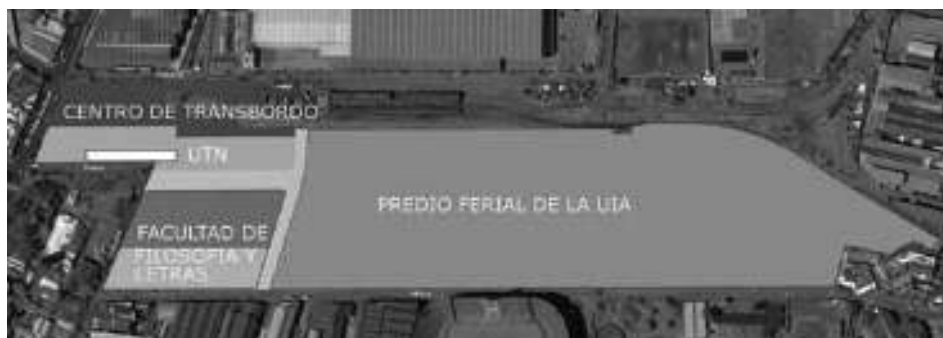 CENTRO DE TRANSBORDO
UTN
PREDIO FERIAL DE LA UIA
FACULTAD DE
FILOSOFIA Y
LETRAS